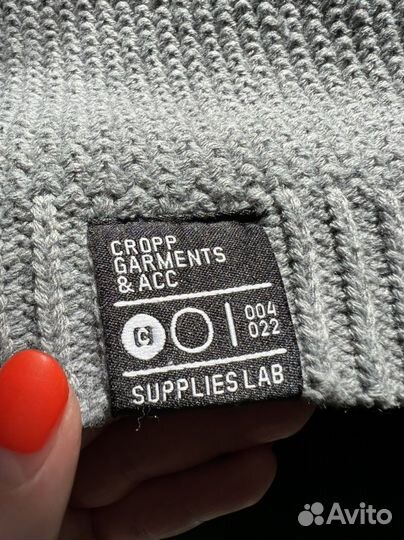 CROPP
GARMENTS
& ACC
C
004
022
SUPPLIES LAB
Avito